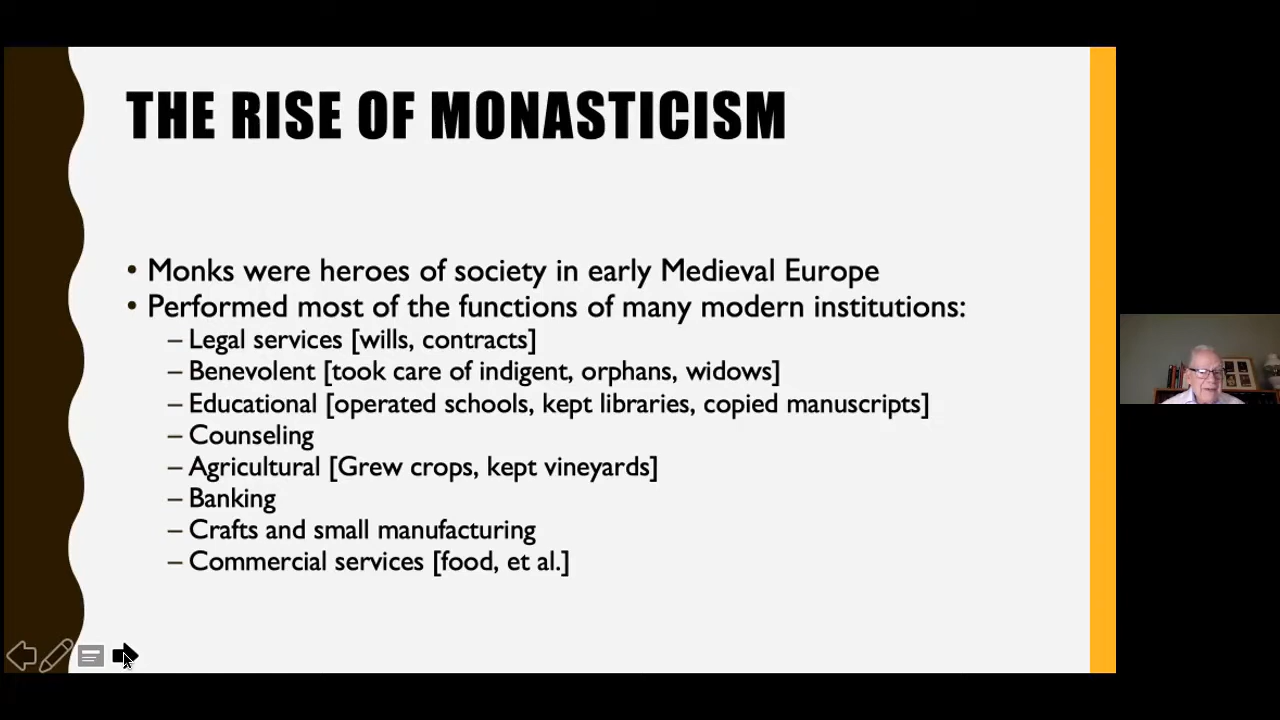 THE RISE OF MONASTICISM
• Monks were heroes of society in early Medieval Europe
• Performed most of the functions of many modern institutions:
– Legal services [wills, contracts]
– Benevolent [took care of indigent, orphans, widows]
– Educational [operated schools, kept libraries, copied manuscripts]
– Counseling
– Agricultural [Grew crops, kept vineyards]
– Banking
– Crafts and small manufacturing
– Commercial services [food, et al.]